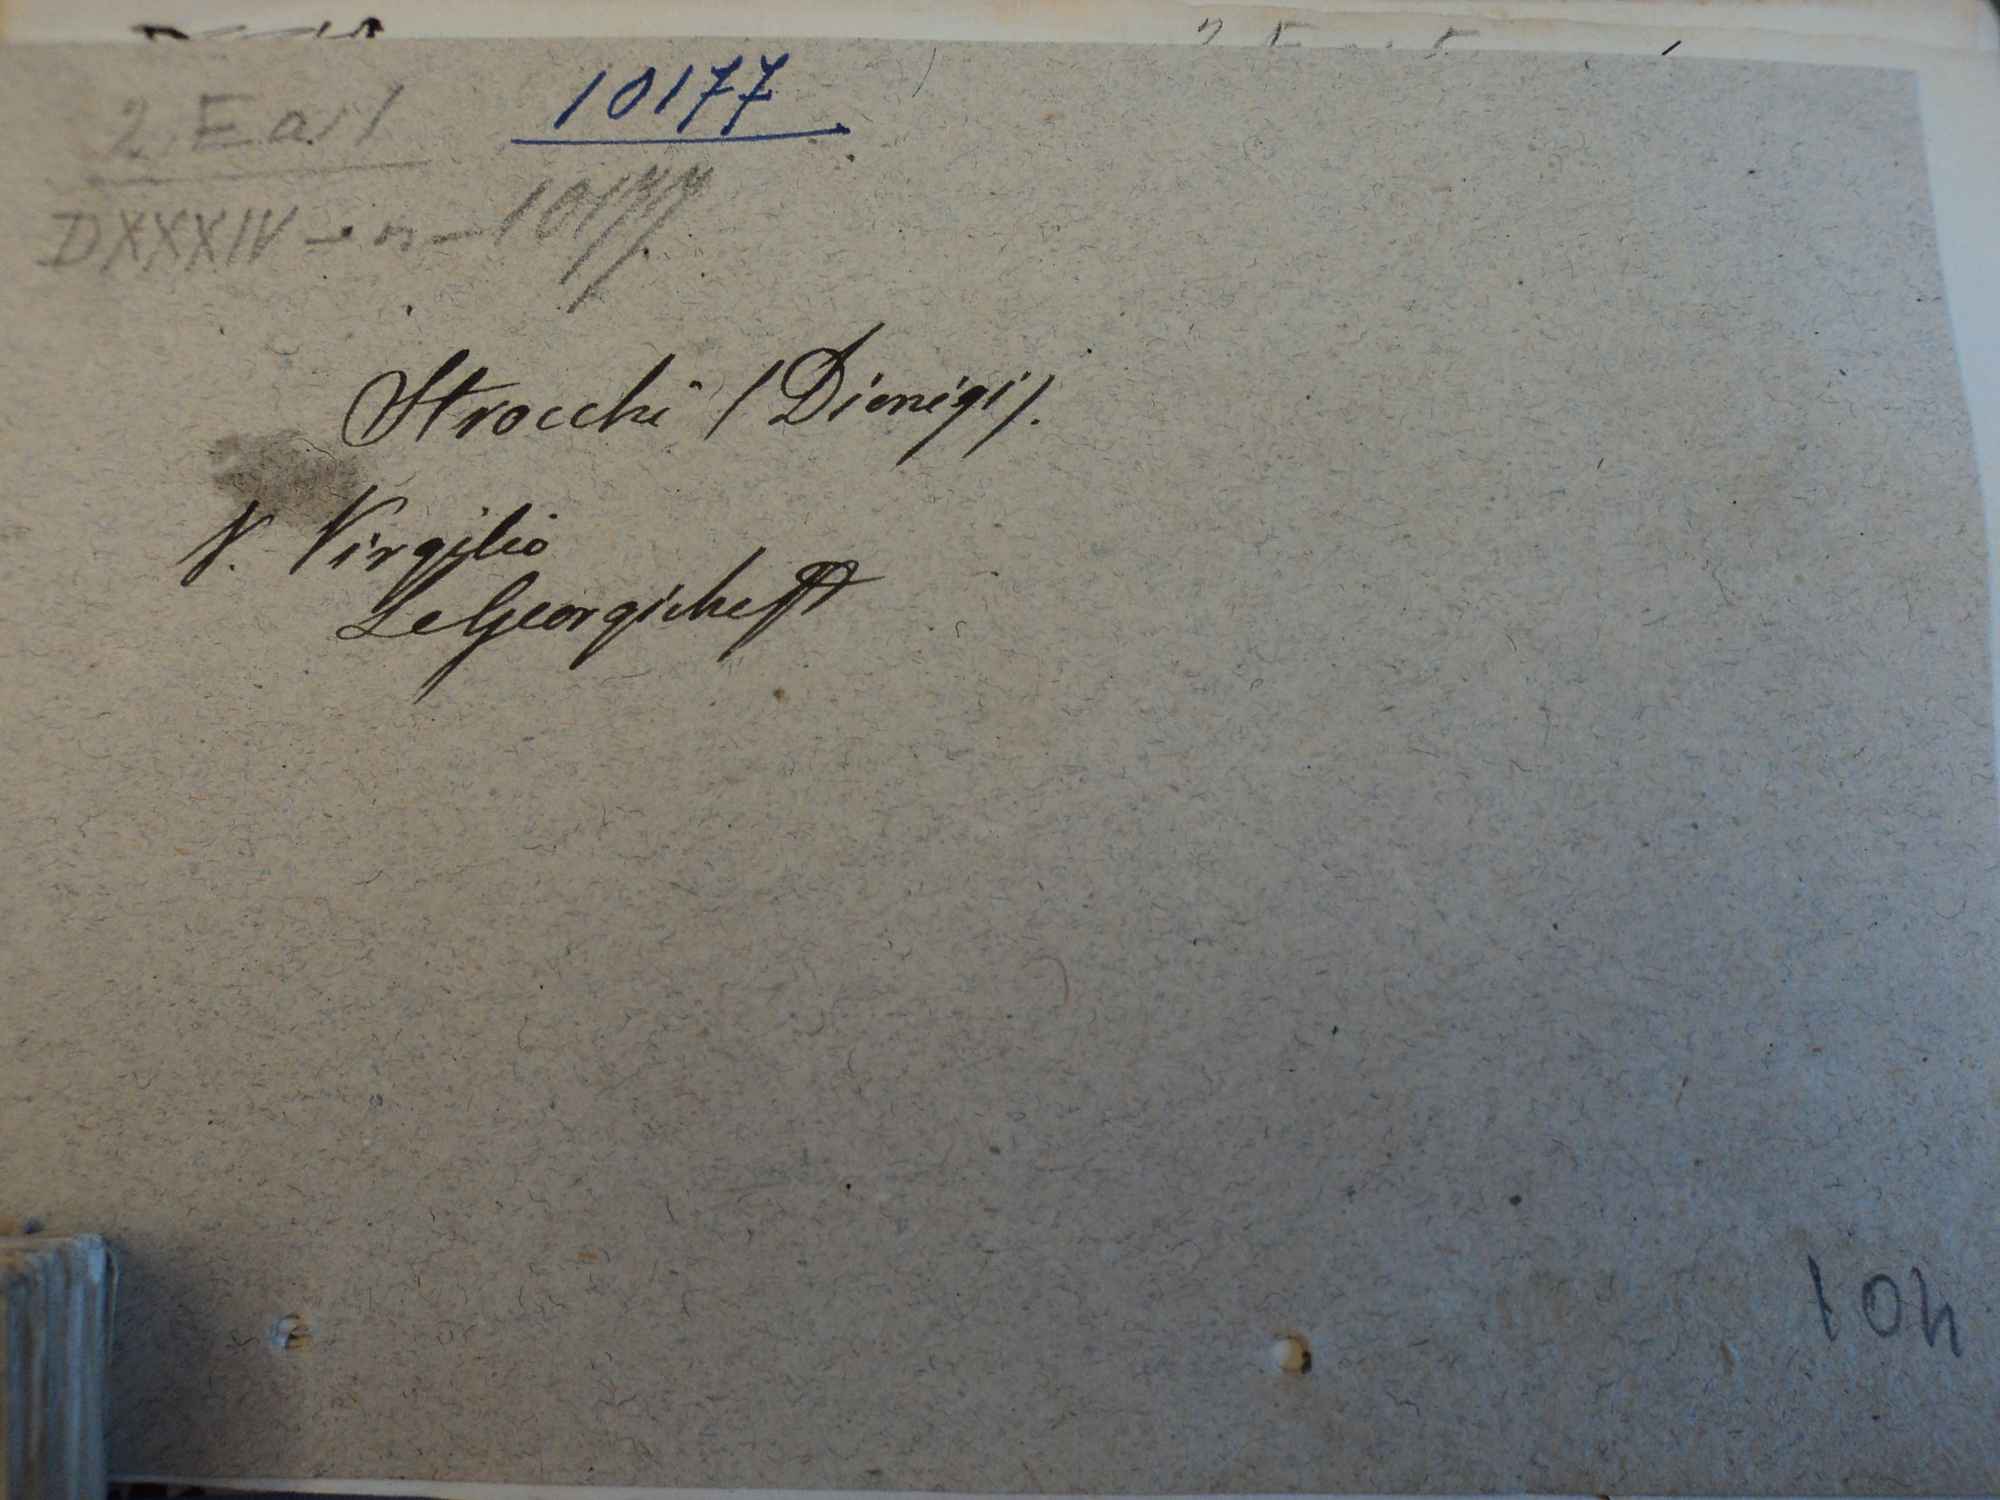 2. E a. 1
10177
DXXXIV - n - 10177
Strocchi (Dionigi).
V. Virgilio
Le Georgiche
104